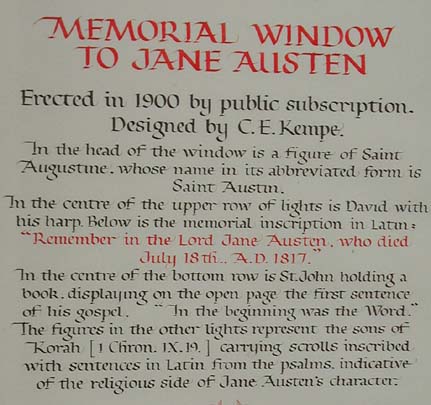 MEMORIAL WINDOW
TO JANE AUSTEN
Erected in 1900 by public subscription.
Designed by C. E. Kempe.
In the head of the window is a figure of Saint
Augustine, whose name in its abbreviated form is
Saint Austin.
In the centre of the upper row of lights is David with
his harp. Below is the memorial inscription in Latin:
"Remember in the Lord Jane Austen, who died
July 18th., A.D. 1817."
In the centre of the bottom row is St. John holding a
book, displaying on the open page the first sentence
of his gospel. "In the beginning was the Word."
The figures in the other lights represent the sons of
Korah [1 Chron. IX. 19.] carrying scrolls inscribed
with sentences in Latin from the psalms, indicative
of the religious side of Jane Austen's character.